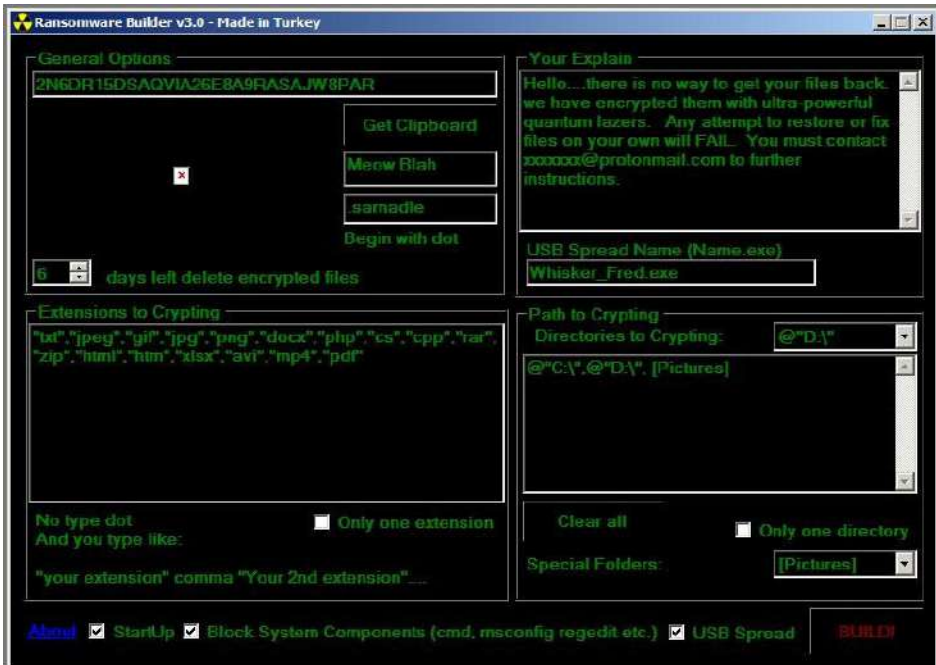 Ransomware Builder v3.0 - Made in Turkey
General Options
2N6DR15DSAQVIA26E8A9RASAJW8PAR
Get Clipboard
Meow Blah
.sarnadle
Begin with dot
6
days left delete encrypted files
Your Explain
Hello....there is no way to get your files back.
we have encrypted them with ultra-powerful
quantum lazers. Any attempt to restore or fix
files on your own will FAIL. You must contact
xxxxxxx@protonmail.com to further
instructions.
USB Spread Name (Name.exe)
Whisker_Fred.exe
Extensions to Crypting
"txt","jpeg","gif","jpg","png","docx","php","cs","cpp","rar",
"zip","html","htm","xlsx","avi","mp4","pdf"
No type dot
And you type like:
Only one extension
"your extension" comma "Your 2nd extension"....
Path to Crypting
Directories to Crypting:
@"D:\"
@"C:\",@"D:\", [Pictures]
Clear all
Only one directory
Special Folders:
[Pictures]
About
StartUp
Block System Components (cmd, msconfig regedit etc.)
USB Spread
BUILD!